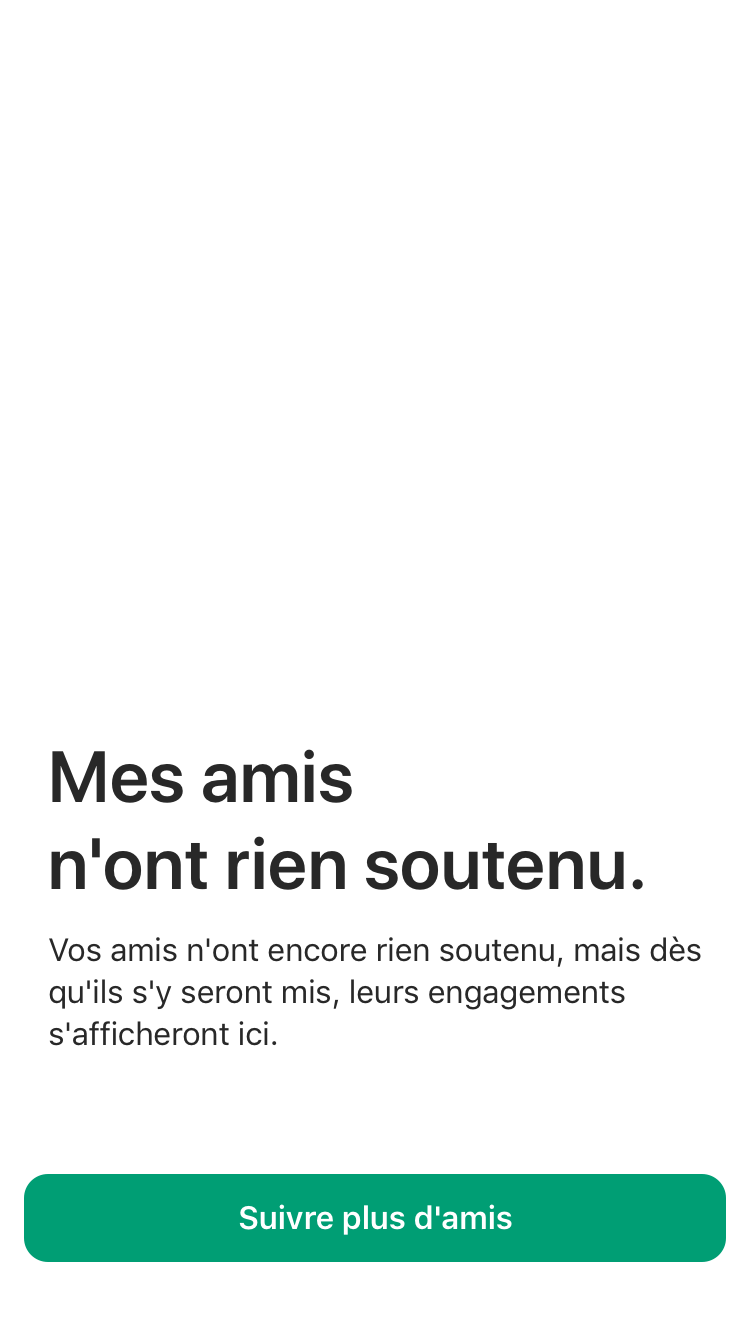 Mes amis
n'ont rien soutenu.
Vos amis n'ont encore rien soutenu, mais dès
qu'ils s'y seront mis, leurs engagements
s'afficheront ici.
Suivre plus d'amis